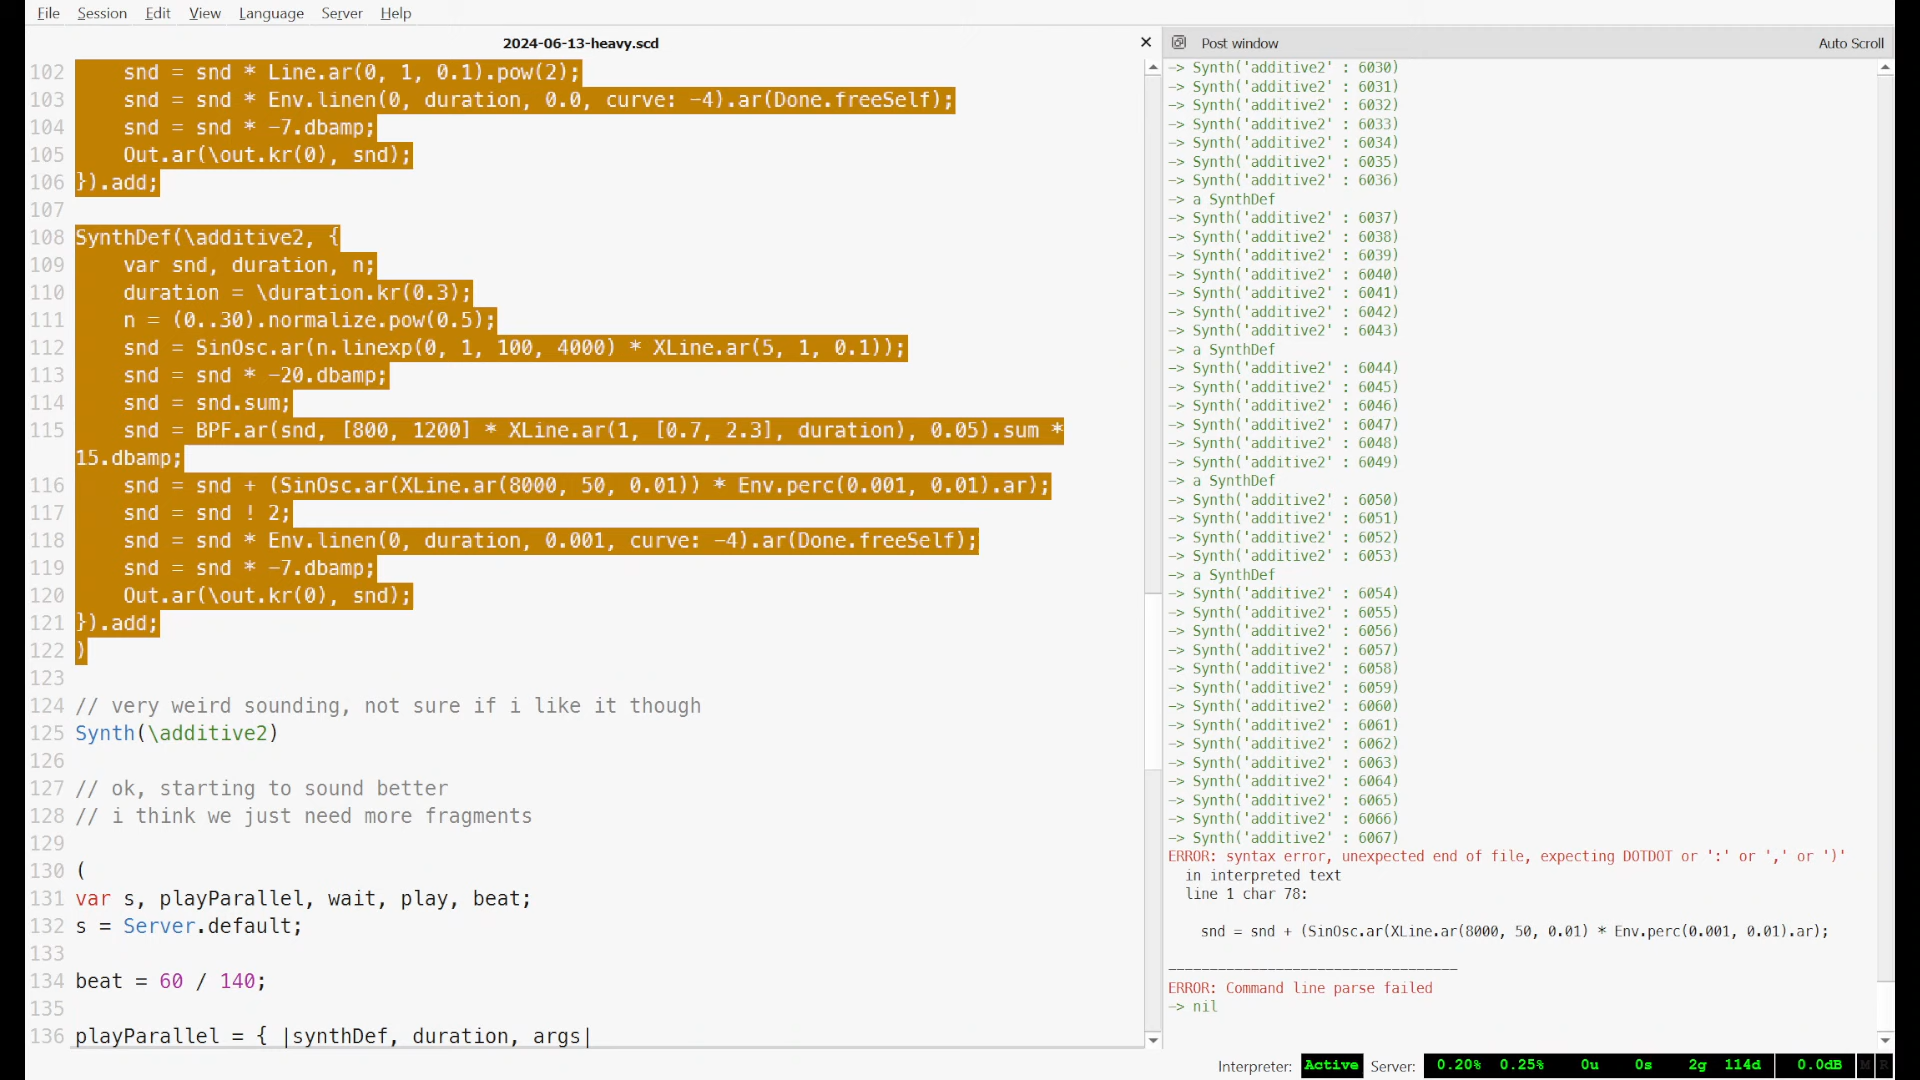 File Session Edit View Language Server Help
2024-06-13-heavy.scd
102 snd = snd * Line.ar(0, 1, 0.1).pow(2);
103 snd = snd * Env.linen(0, duration, 0.0, curve: -4).ar(Done.freeSelf);
104 snd = snd * -7.dbamp;
105 Out.ar(\out.kr(0), snd);
106 }).add;
107
108 SynthDef(\additive2, {
109 var snd, duration, n;
110 duration = \duration.kr(0.3);
111 n = (0..30).normalize.pow(0.5);
112 snd = SinOsc.ar(n.linexp(0, 1, 100, 4000) * XLine.ar(5, 1, 0.1));
113 snd = snd * -20.dbamp;
114 snd = snd.sum;
115 snd = BPF.ar(snd, [800, 1200] * XLine.ar(1, [0.7, 2.3], duration), 0.05).sum *
15.dbamp;
116 snd = snd + (SinOsc.ar(XLine.ar(8000, 50, 0.01)) * Env.perc(0.001, 0.01).ar);
117 snd = snd ! 2;
118 snd = snd * Env.linen(0, duration, 0.001, curve: -4).ar(Done.freeSelf);
119 snd = snd * -7.dbamp;
120 Out.ar(\out.kr(0), snd);
121 }).add;
122 )
123
124 // very weird sounding, not sure if i like it though
125 Synth(\additive2)
126
127 // ok, starting to sound better
128 // i think we just need more fragments
129
130 (
131 var s, playParallel, wait, play, beat;
132 s = Server.default;
133
134 beat = 60 / 140;
135
136 playParallel = { |synthDef, duration, args|
Post window Auto Scroll
-> Synth('additive2' : 6030)
-> Synth('additive2' : 6031)
-> Synth('additive2' : 6032)
-> Synth('additive2' : 6033)
-> Synth('additive2' : 6034)
-> Synth('additive2' : 6035)
-> Synth('additive2' : 6036)
-> a SynthDef
-> Synth('additive2' : 6037)
-> Synth('additive2' : 6038)
-> Synth('additive2' : 6039)
-> Synth('additive2' : 6040)
-> Synth('additive2' : 6041)
-> Synth('additive2' : 6042)
-> Synth('additive2' : 6043)
-> a SynthDef
-> Synth('additive2' : 6044)
-> Synth('additive2' : 6045)
-> Synth('additive2' : 6046)
-> Synth('additive2' : 6047)
-> Synth('additive2' : 6048)
-> Synth('additive2' : 6049)
-> a SynthDef
-> Synth('additive2' : 6050)
-> Synth('additive2' : 6051)
-> Synth('additive2' : 6052)
-> Synth('additive2' : 6053)
-> a SynthDef
-> Synth('additive2' : 6054)
-> Synth('additive2' : 6055)
-> Synth('additive2' : 6056)
-> Synth('additive2' : 6057)
-> Synth('additive2' : 6058)
-> Synth('additive2' : 6059)
-> Synth('additive2' : 6060)
-> Synth('additive2' : 6061)
-> Synth('additive2' : 6062)
-> Synth('additive2' : 6063)
-> Synth('additive2' : 6064)
-> Synth('additive2' : 6065)
-> Synth('additive2' : 6066)
-> Synth('additive2' : 6067)
ERROR: syntax error, unexpected end of file, expecting DOTDOT or ':' or ',' or ')'
in interpreted text
line 1 char 78:
snd = snd + (SinOsc.ar(XLine.ar(8000, 50, 0.01) * Env.perc(0.001, 0.01).ar);
-----------------------------------
ERROR: Command line parse failed
-> nil
Interpreter: Active Server: 0.20% 0.25% 0u 0s 2g 114d 0.0dB M R